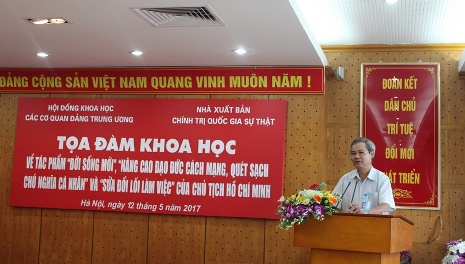 ĐẢNG CỘNG SẢN VIỆT NAM QUANG VINH MUÔN NĂM !
HỘI ĐỒNG KHOA HỌC
CÁC CƠ QUAN ĐẢNG TRUNG ƯƠNG
NHÀ XUẤT BẢN
CHÍNH TRỊ QUỐC GIA SỰ THẬT
TỌA ĐÀM KHOA HỌC
VỀ TÁC PHẨM "ĐỜI SỐNG MỚI", "NÂNG CAO ĐẠO ĐỨC CÁCH MẠNG, QUÉT SẠCH
CHỦ NGHĨA CÁ NHÂN" VÀ "SỬA ĐỔI LỐI LÀM VIỆC" CỦA CHỦ TỊCH HỒ CHÍ MINH
Hà Nội, ngày 12 tháng 5 năm 2017
ĐOÀN KẾT
DÂN CHỦ
TRÍ TUỆ
ĐỔI MỚI
PHÁT TRIỂN